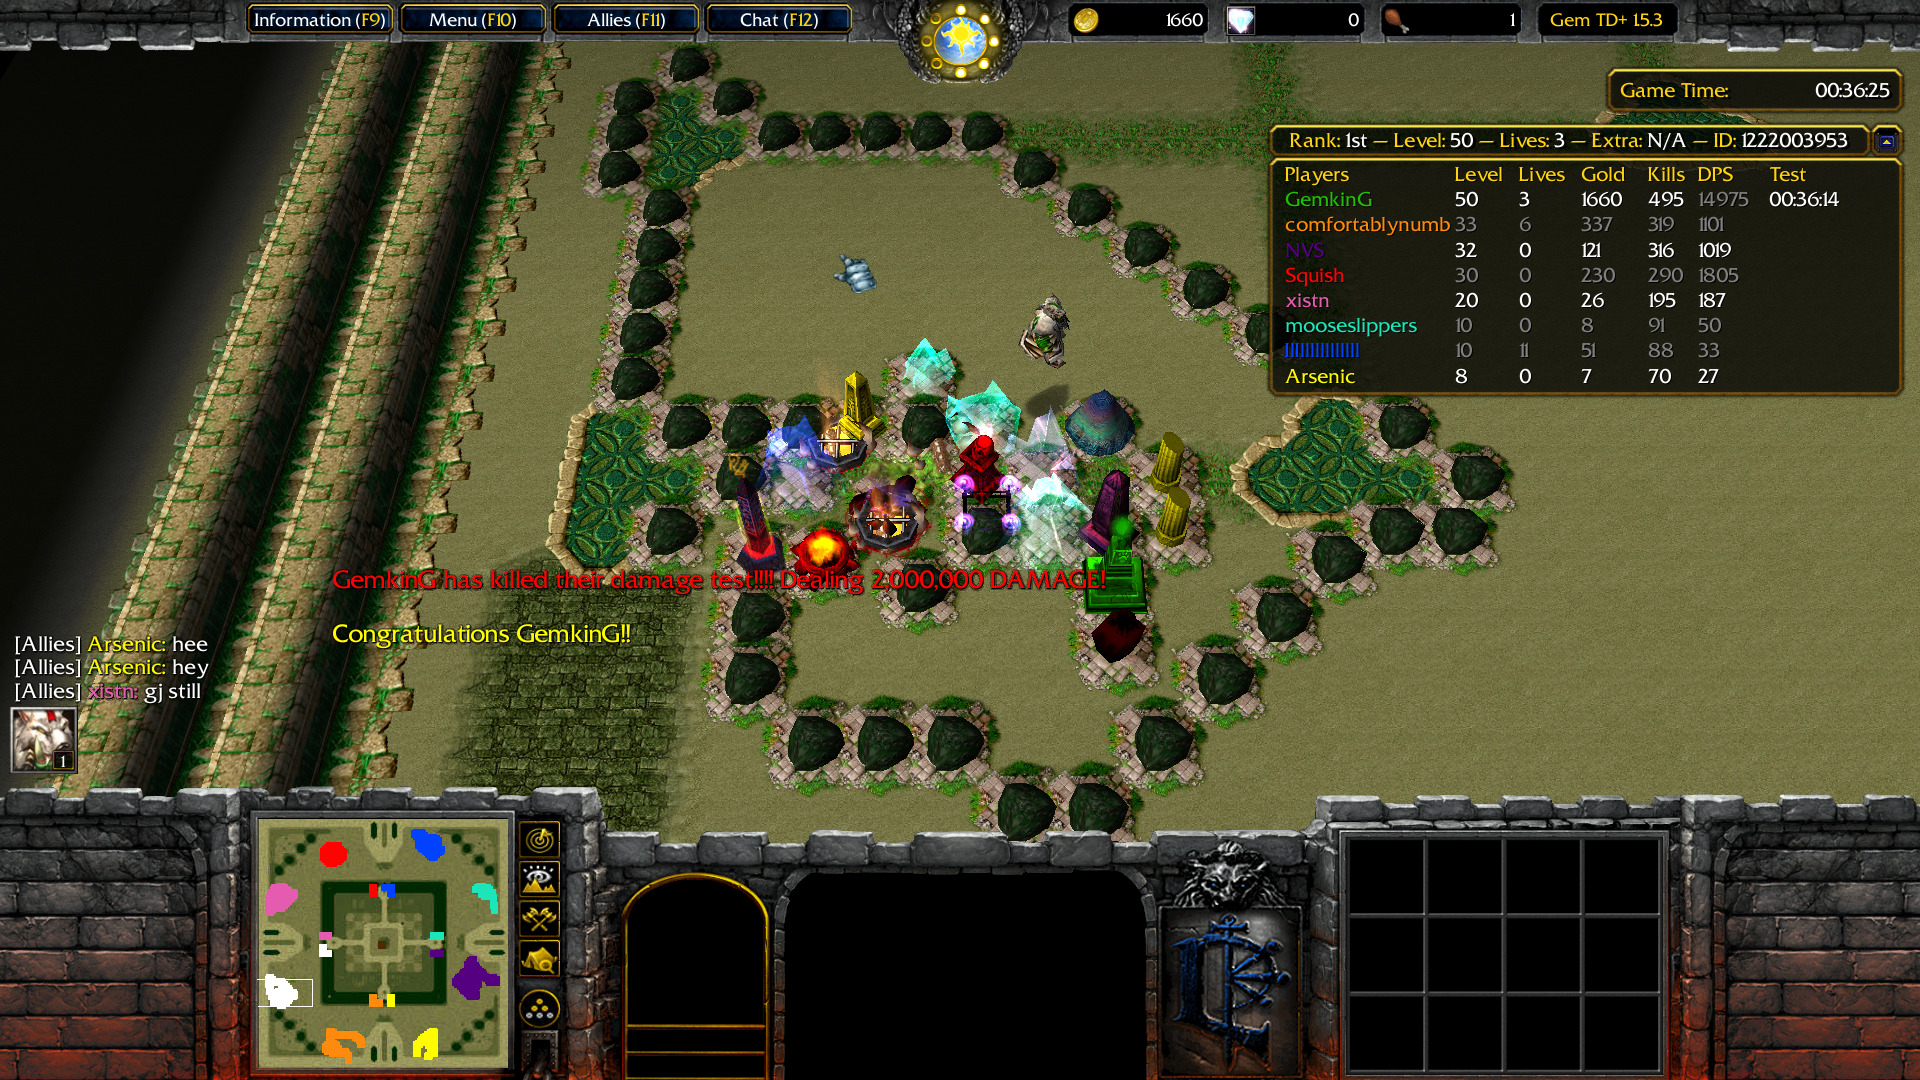 Information (F9) Menu (F10) Allies (F11) Chat (F12) 1660 0 1 Gem TD+ 15.3
Game Time: 00:36:25
Rank: 1st — Level: 50 — Lives: 3 — Extra: N/A — ID: 1222003953
Players Level Lives Gold Kills DPS Test
GemkinG 50 3 1660 495 14975 00:36:14
comfortablynumb 33 6 337 319 1101
NVS 32 0 121 316 1019
Squish 30 0 230 290 1805
xistn 20 0 26 195 187
mooseslippers 10 0 8 91 50
10 11 51 88 33
Arsenic 8 0 7 70 27
GemkinG has killed their damage test!!!! Dealing 2,000,000 DAMAGE!
Congratulations GemkinG!!
[Allies] Arsenic: hee
[Allies] Arsenic: hey
[Allies] xistn: gj still
1